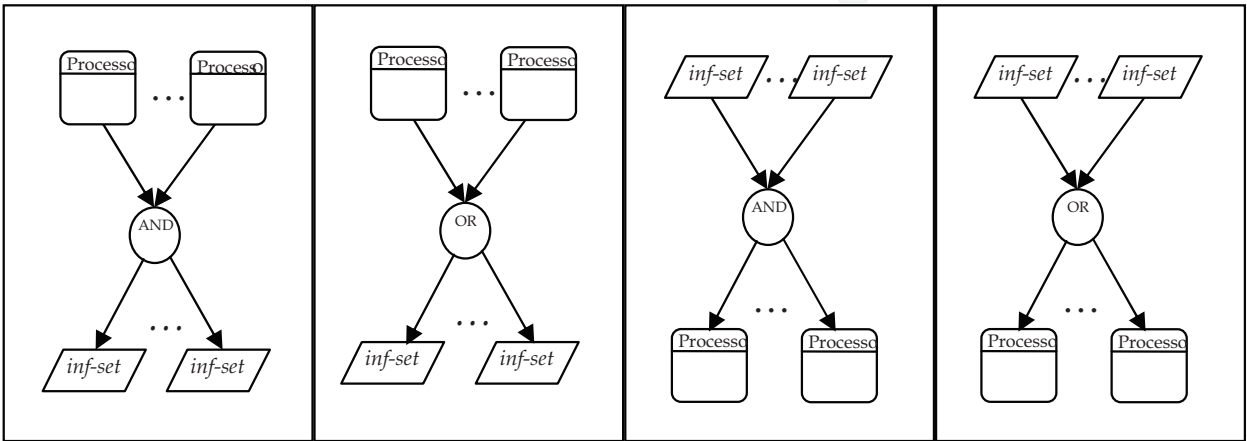 Processo
Processo
...
AND
...
inf-set
inf-set
Processo
Processo
...
OR
...
inf-set
inf-set
inf-set
...
inf-set
AND
...
Processo
Processo
inf-set
...
inf-set
OR
...
Processo
Processo